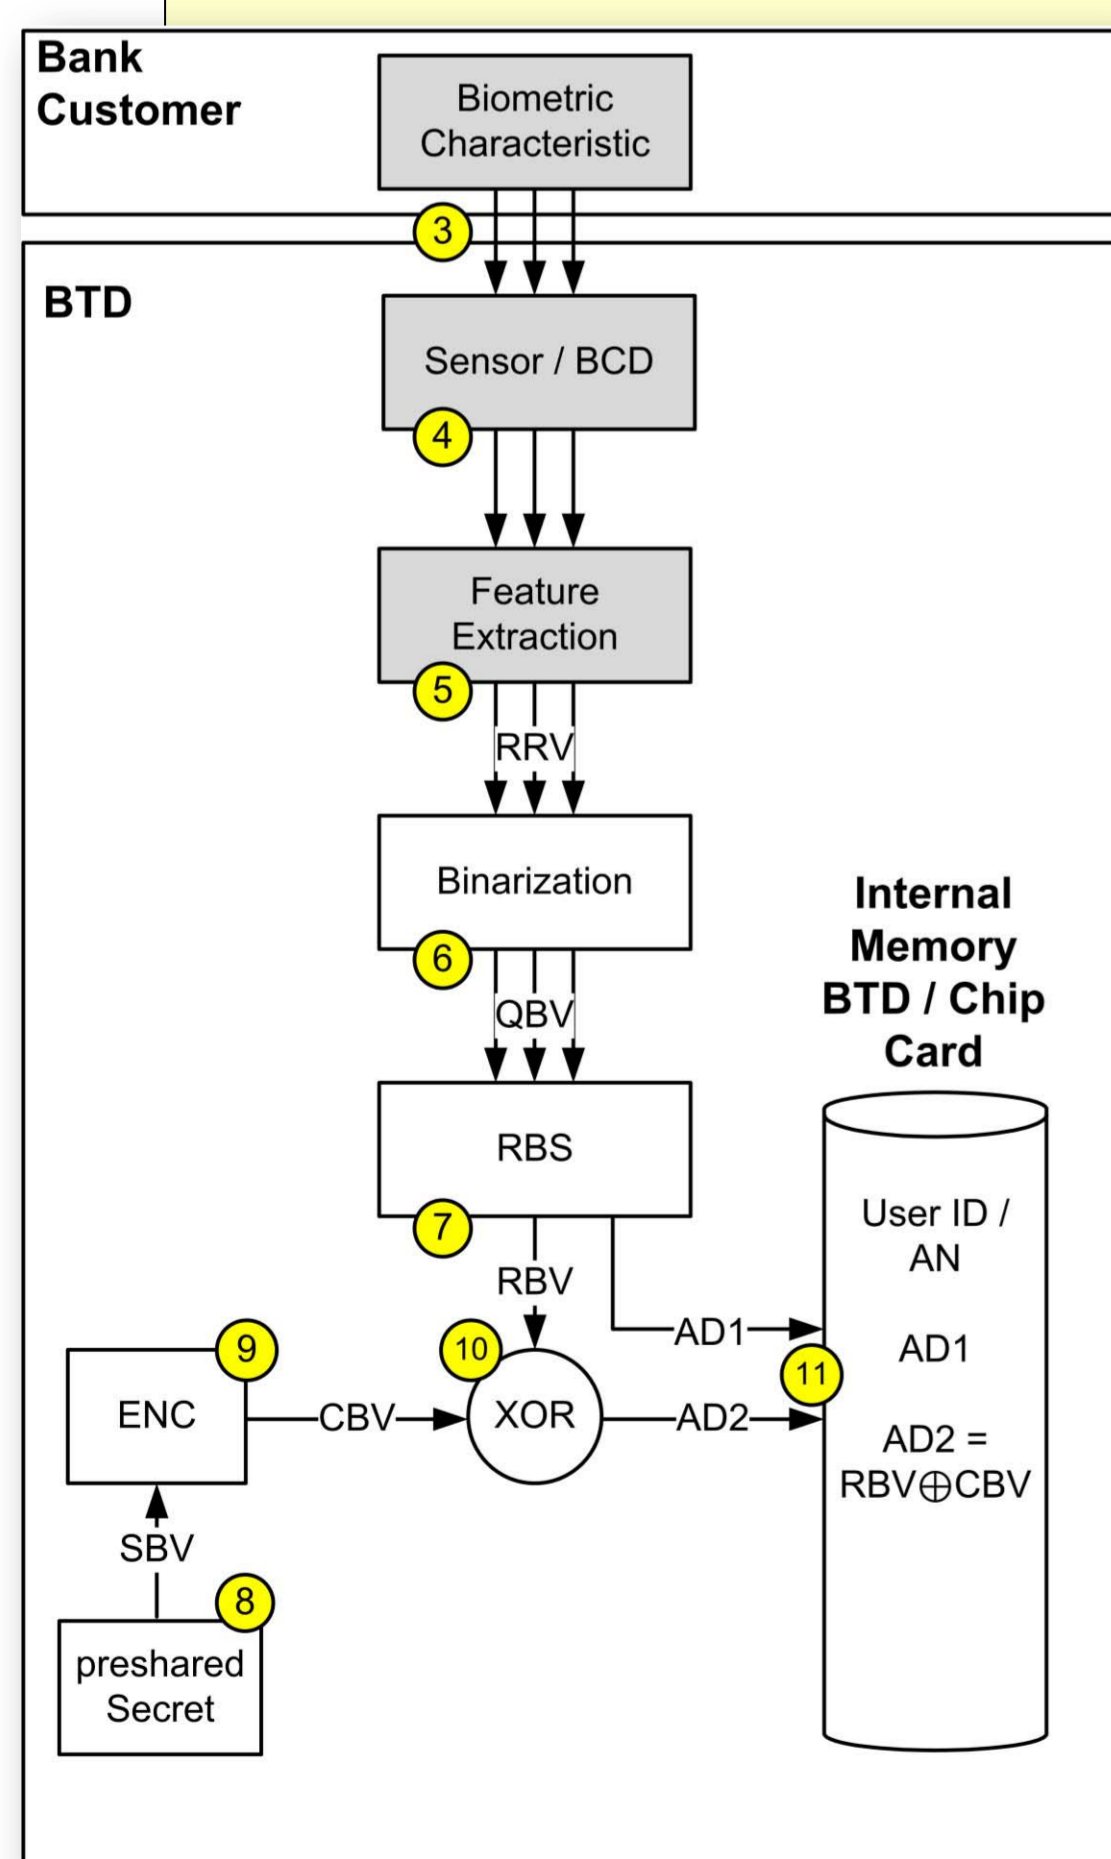 Bank
Customer
Biometric
Characteristic
3
BTD
Sensor / BCD
4
Feature
Extraction
5
RRV
Binarization
6
QBV
Internal
Memory
BTD / Chip
Card
RBS
7
RBV
User ID /
AN
AD1
AD1
9
10
11
ENC
CBV
XOR
AD2
AD2 =
RBV⊕CBV
SBV
8
preshared
Secret